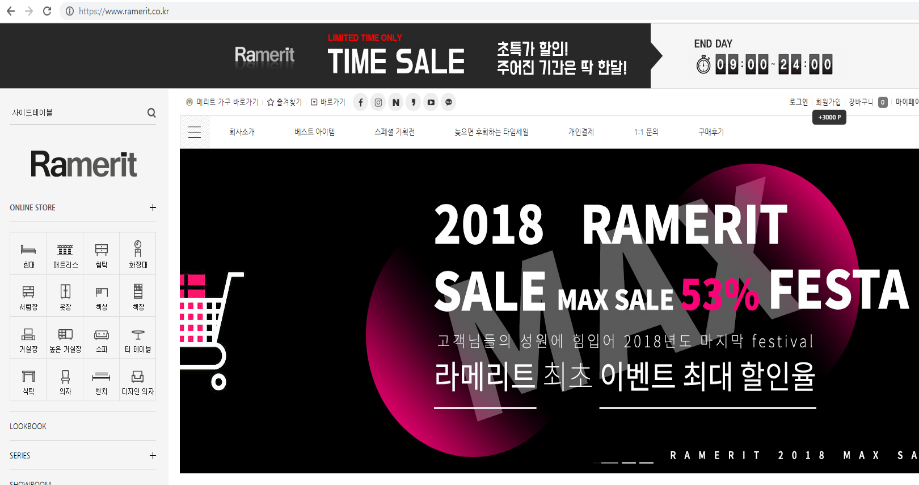 https://www.ramerit.co.kr
Ramerit
LIMITED TIME ONLY
TIME SALE
초특가 할인!
주어진 기간은 딱 한달!
END DAY
09:00~24:00
사이드테이블
메리트 가구 바로가기
즐겨찾기
바로가기
로그인
회원가입
장바구니 0
마이페이
+3000 P
회사소개
베스트 아이템
스페셜 기획전
늦으면 후회하는 타임세일
개인결제
1:1 문의
구매후기
Ramerit
ONLINE STORE
침대
매트리스
협탁
화장대
서랍장
옷장
책상
책장
거실장
높은 거실장
소파
티 테이블
식탁
의자
벤치
디자인 의자
LOOKBOOK
SERIES
SHOWROOM
MAX
2018 RAMERIT
SALE MAX SALE 53% FESTA
고객님들의 성원에 힘입어 2018년도 마지막 festival
라메리트 최초 이벤트 최대 할인율
RAMERIT 2018 MAX SA